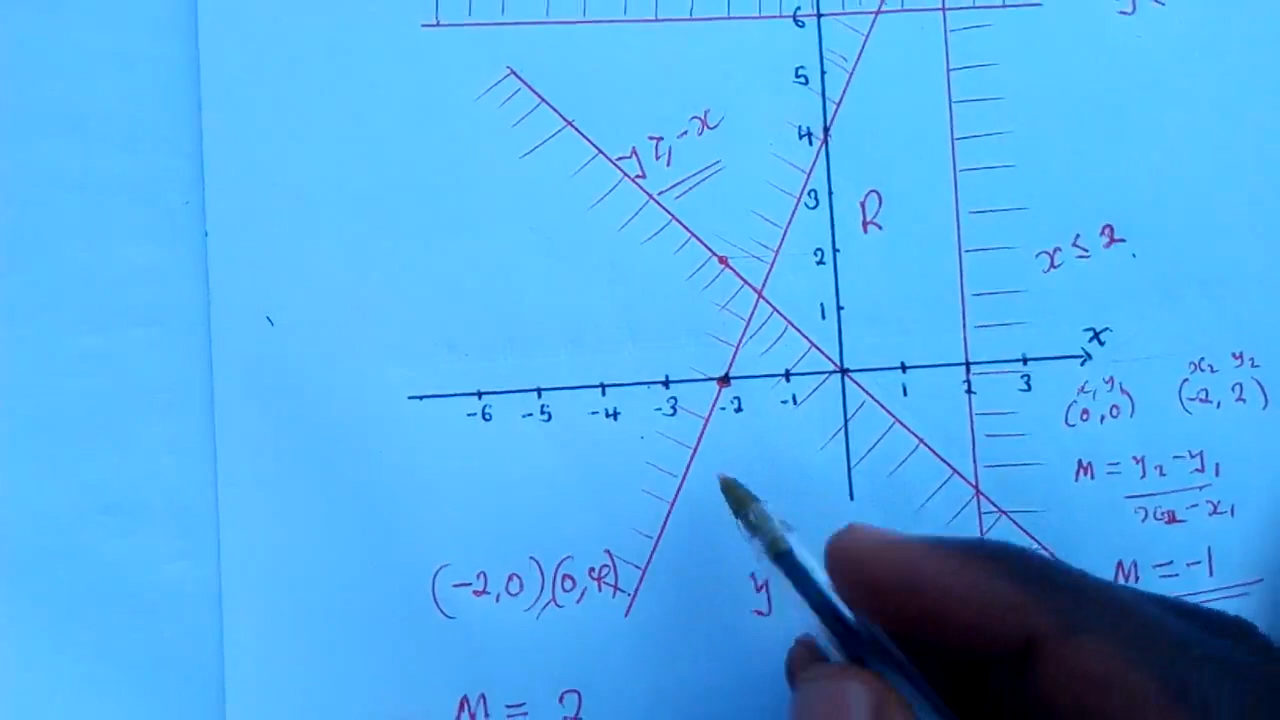 6
5
y ≥ -x
4
3
R
2
x ≤ 2.
1
x
-6 -5 -4 -3 -2 -1 1 2 3
x₁ y₁ x₂ y₂
(0,0) (-2, 2)
M = y₂ - y₁
x₂ - x₁
(-2,0),(0,4)
y
M = -1
M = 2